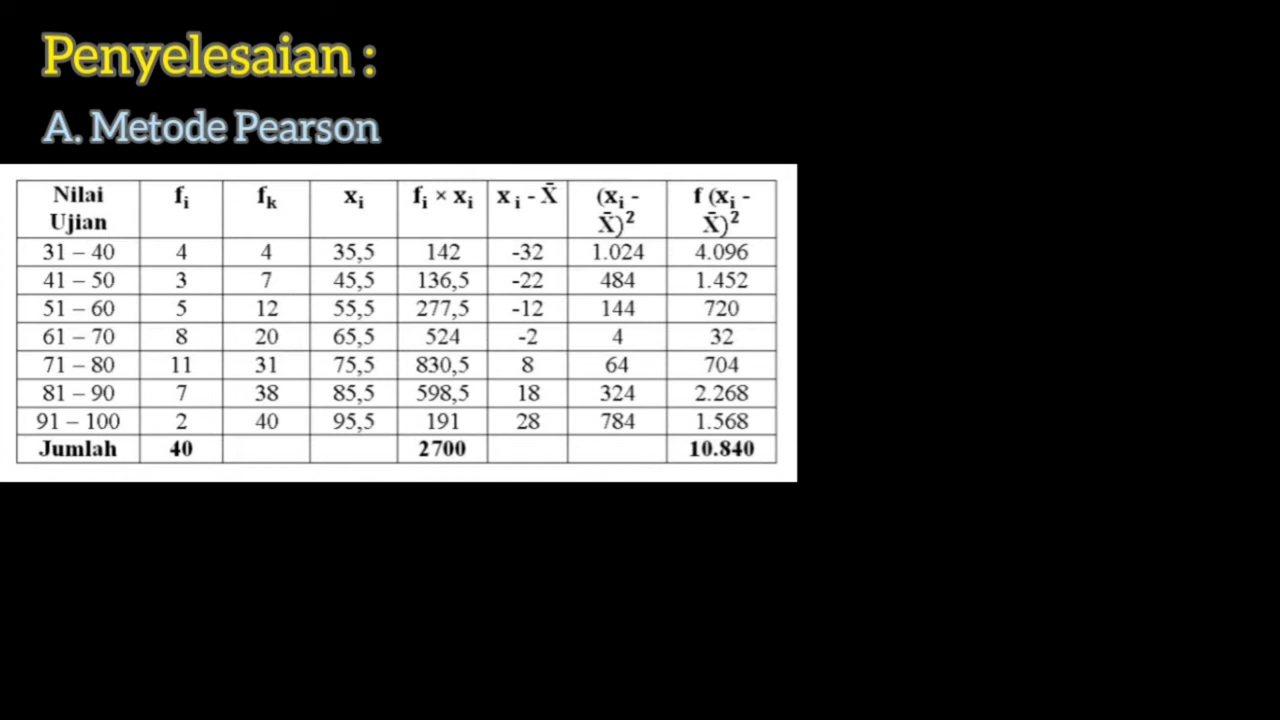 Penyelesaian :
A. Metode Pearson
Nilai Ujian fi fk xi fi × xi xi - X̄ (xi - X̄)² f (xi - X̄)²
31 – 40 4 4 35,5 142 -32 1.024 4.096
41 – 50 3 7 45,5 136,5 -22 484 1.452
51 – 60 5 12 55,5 277,5 -12 144 720
61 – 70 8 20 65,5 524 -2 4 32
71 – 80 11 31 75,5 830,5 8 64 704
81 – 90 7 38 85,5 598,5 18 324 2.268
91 – 100 2 40 95,5 191 28 784 1.568
Jumlah 40 2700 10.840